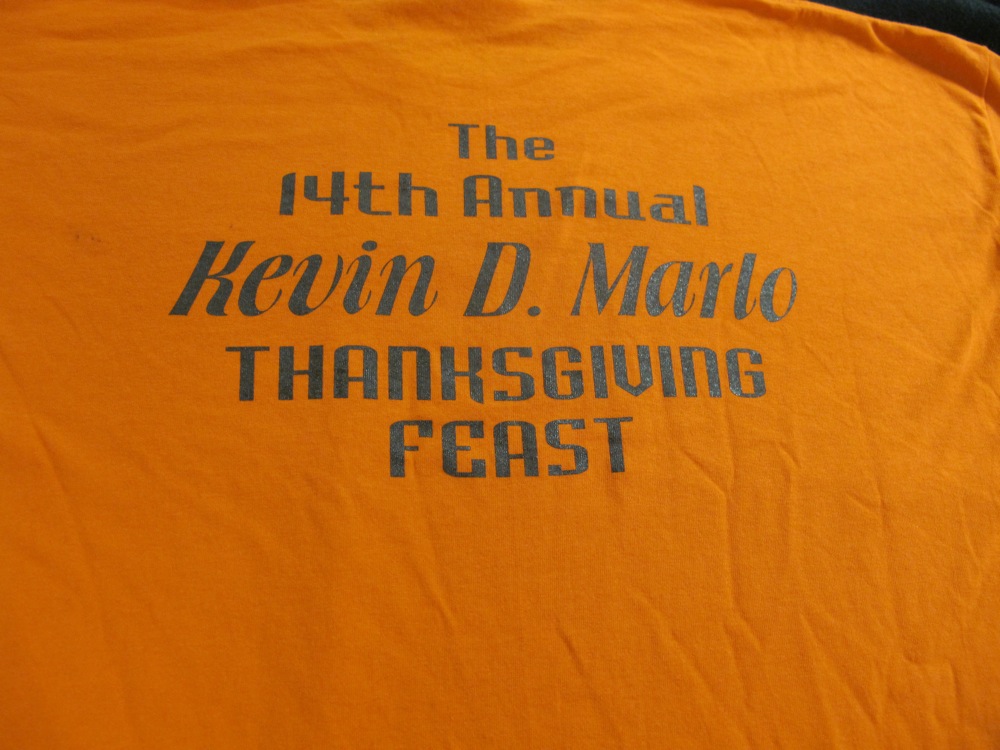 The
14th Annual
Kevin D. Marlo
THANKSGIVING
FEAST